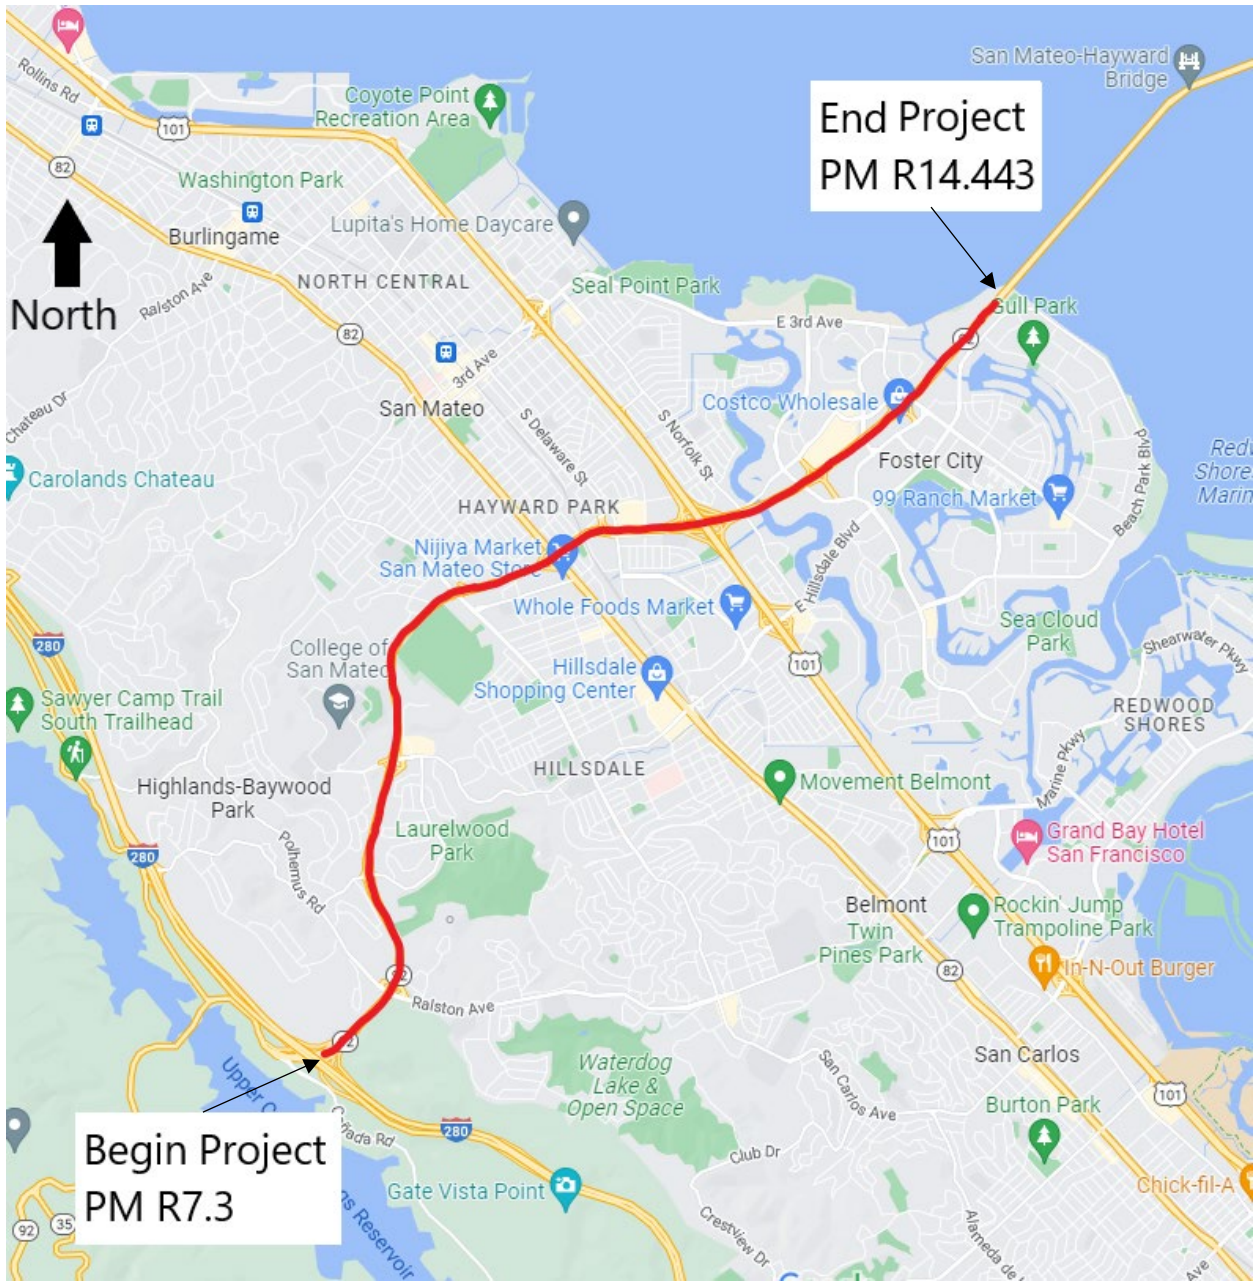 San Mateo-Hayward
Bridge
Rollins Rd
Coyote Point
Recreation Area
101
82
End Project
PM R14.443
Washington Park
Burlingame
Lupita's Home Daycare
NORTH CENTRAL
Seal Point Park
North
Ralston Ave
82
E 3rd Ave
Gull Park
3rd Ave
San Mateo
Chateau Dr
Costco Wholesale
S Delaware St
S Norfolk St
Carolands Chateau
Foster City
Beach Park Blvd
99 Ranch Market
HAYWARD PARK
Nijiya Market
San Mateo Store
E Hillsdale Blvd
Whole Foods Market
Sea Cloud
Park
Shearwater Pkwy
280
College of
San Mateo
Hillsdale
Shopping Center
101
Sawyer Camp Trail
South Trailhead
REDWOOD
SHORES
Marine Pkwy
HILLSDALE
Highlands-Baywood
Park
Movement Belmont
Polhemus Rd
Laurelwood
Park
280
101
Grand Bay Hotel
San Francisco
Belmont
Twin
Pines Park
Rockin' Jump
Trampoline Park
82
In-N-Out Burger
Ralston Ave
San Carlos
Waterdog
Lake &
Open Space
San Carlos Ave
Burton Park
101
Upper
Cañada Rd
280
Begin Project
PM R7.3
Club Dr
Gate Vista Point
Chick-fil-A
Crestview Dr
Reservoir
Alameda de
92
35
Ave